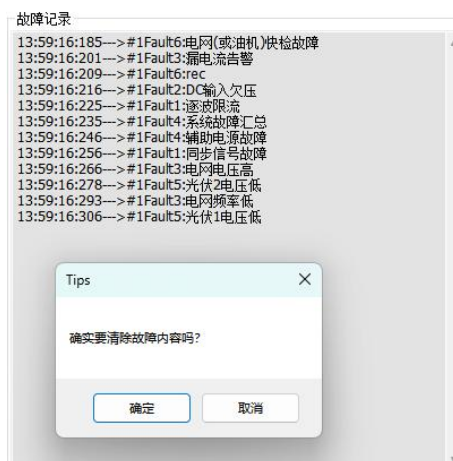 故障记录
13:59:16:185--->#1Fault6:电网(或油机)快检故障
13:59:16:201--->#1Fault3:漏电流告警
13:59:16:209--->#1Fault6:rec
13:59:16:216--->#1Fault2:DC输入欠压
13:59:16:225--->#1Fault1:逐波限流
13:59:16:235--->#1Fault4:系统故障汇总
13:59:16:246--->#1Fault4:辅助电源故障
13:59:16:256--->#1Fault1:同步信号故障
13:59:16:266--->#1Fault3:电网电压高
13:59:16:278--->#1Fault5:光伏2电压低
13:59:16:293--->#1Fault3:电网频率低
13:59:16:306--->#1Fault5:光伏1电压低
Tips
确实要清除故障内容吗?
确定
取消